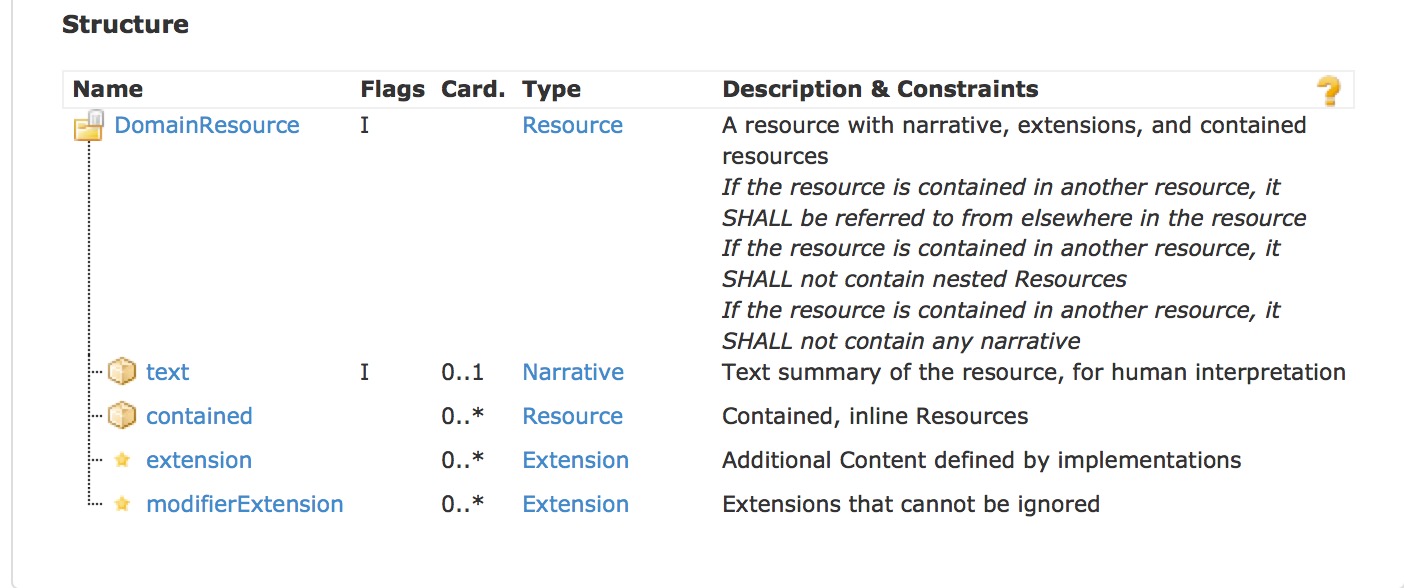 Structure
Name Flags Card. Type Description & Constraints
DomainResource I Resource A resource with narrative, extensions, and contained
resources
If the resource is contained in another resource, it
SHALL be referred to from elsewhere in the resource
If the resource is contained in another resource, it
SHALL not contain nested Resources
If the resource is contained in another resource, it
SHALL not contain any narrative
text I 0..1 Narrative Text summary of the resource, for human interpretation
contained 0..* Resource Contained, inline Resources
extension 0..* Extension Additional Content defined by implementations
modifierExtension 0..* Extension Extensions that cannot be ignored